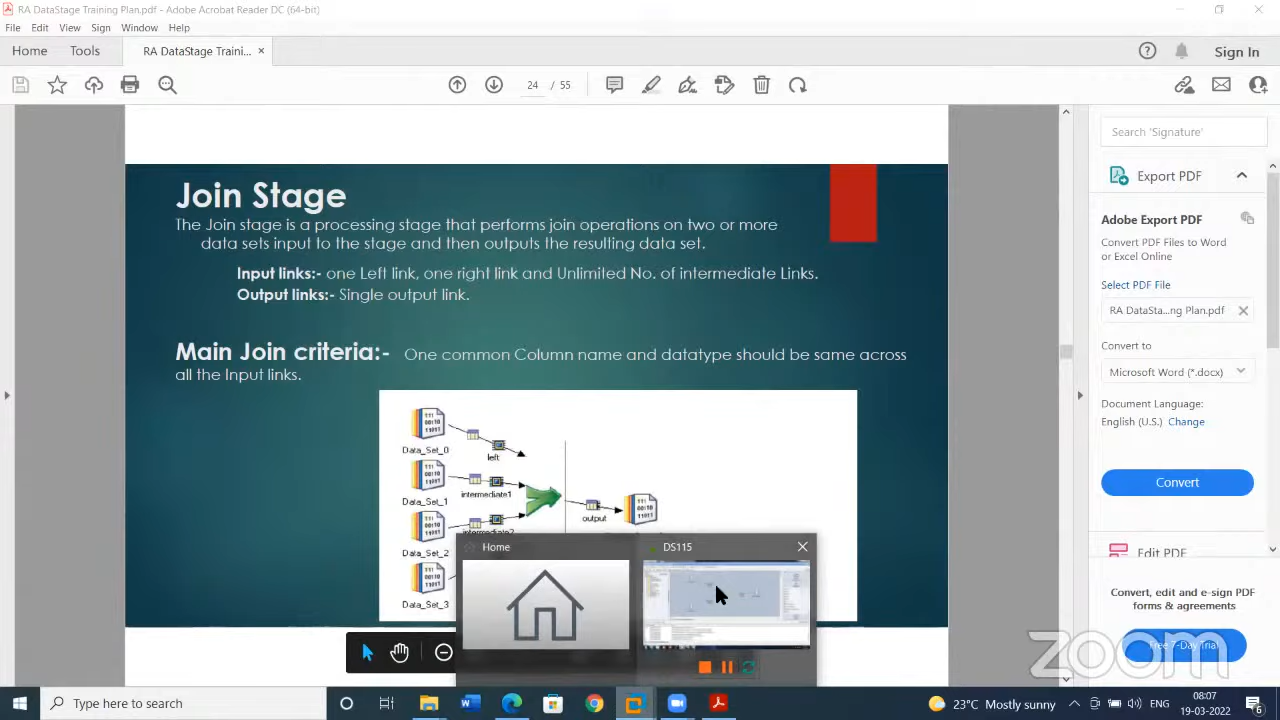 RA DataStage Training Plan.pdf - Adobe Acrobat Reader DC (64-bit)
File Edit View Sign Window Help
Home Tools RA DataStage Traini... ×
24 / 55
Sign In
Join Stage
The Join stage is a processing stage that performs join operations on two or more
data sets input to the stage and then outputs the resulting data set.
Input links:- one Left link, one right link and Unlimited No. of intermediate Links.
Output links:- Single output link.
Main Join criteria:- One common Column name and datatype should be same across
all the Input links.
Data_Set_0
left
Data_Set_1
intermediate1
output
Data_Set_2
intermediate2
Data_Set_3
Home
DS115
Search 'Signature'
Export PDF
Adobe Export PDF
Convert PDF Files to Word
or Excel Online
Select PDF File
RA DataSta...ng Plan.pdf
Convert to
Microsoft Word (*.docx)
Document Language:
English (U.S.) Change
Convert
Edit PDF
Convert, edit and e-sign PDF
forms & agreements
Free 7-Day Trial
zoom
Type here to search
23°C Mostly sunny
ENG
08:07
19-03-2022
6